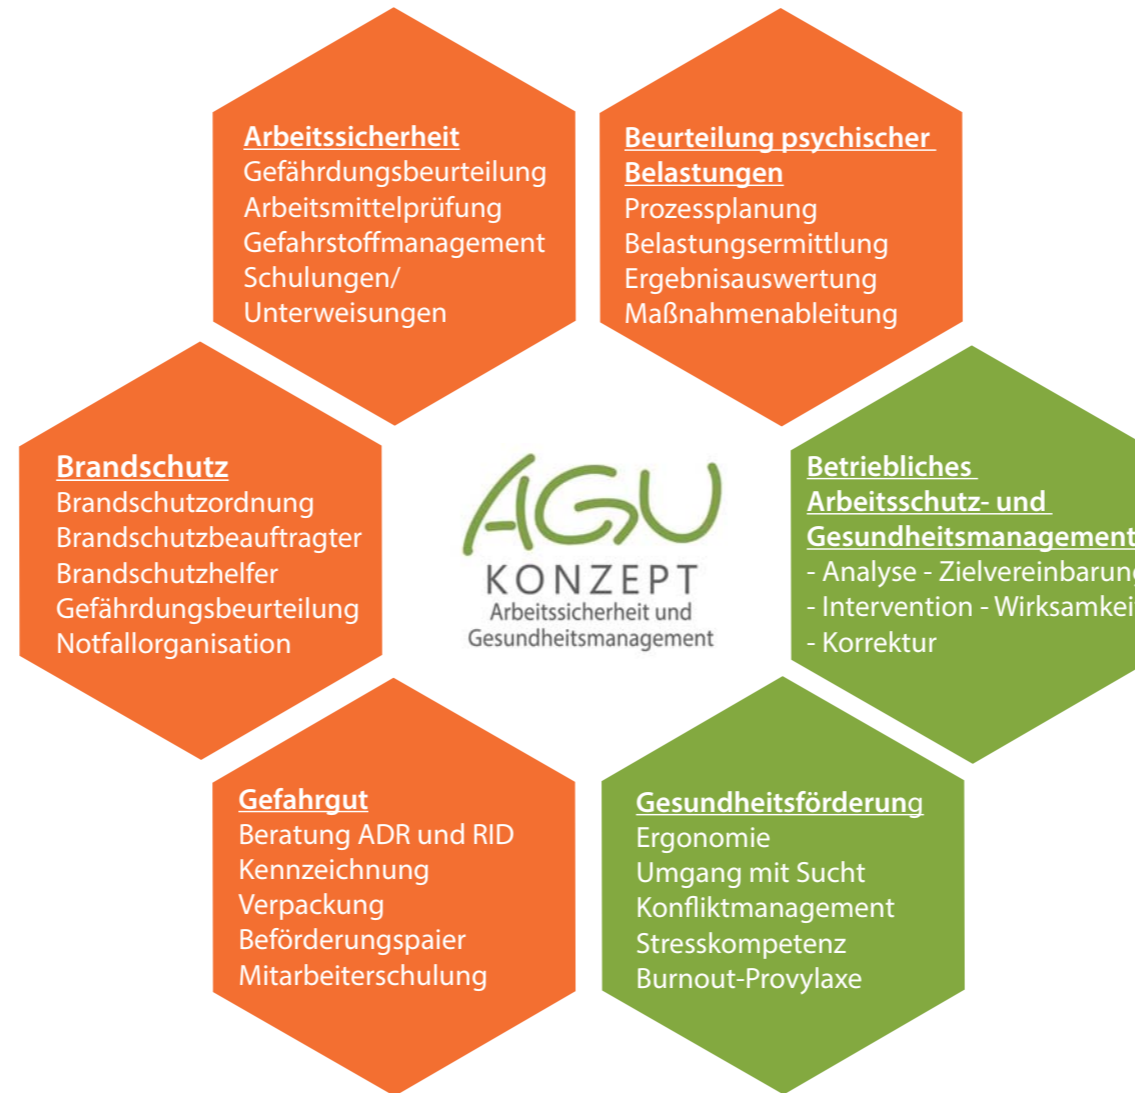 Arbeitssicherheit
Gefährdungsbeurteilung
Arbeitsmittelprüfung
Gefahrstoffmanagement
Schulungen/
Unterweisungen
Beurteilung psychischer
Belastungen
Prozessplanung
Belastungsermittlung
Ergebnisauswertung
Maßnahmenableitung
Brandschutz
Brandschutzordnung
Brandschutzbeauftragter
Brandschutzhelfer
Gefährdungsbeurteilung
Notfallorganisation
AGU
KONZEPT
Arbeitssicherheit und
Gesundheitsmanagement
Betriebliches
Arbeitsschutz- und
Gesundheitsmanagement
- Analyse - Zielvereinbarung
- Intervention - Wirksamkei
- Korrektur
Gefahrgut
Beratung ADR und RID
Kennzeichnung
Verpackung
Beförderungspaier
Mitarbeiterschulung
Gesundheitsförderung
Ergonomie
Umgang mit Sucht
Konfliktmanagement
Stresskompetenz
Burnout-Provylaxe